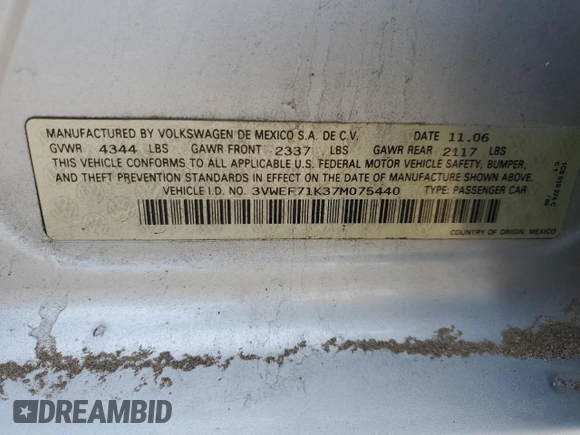 MANUFACTURED BY VOLKSWAGEN DE MEXICO S.A. DE C.V. DATE 11.06
GVWR 4344 LBS GAWR FRONT 2337 LBS GAWR REAR 2117 LBS
THIS VEHICLE CONFORMS TO ALL APPLICABLE U.S. FEDERAL MOTOR VEHICLE SAFETY, BUMPER,
AND THEFT PREVENTION STANDARDS IN EFFECT ON THE DATE OF MANUFACTURE SHOWN ABOVE.
VEHICLE I.D. NO. 3VWEF71K37M075440 TYPE: PASSENGER CAR
COUNTRY OF ORIGIN: MEXICO
DREAMBID